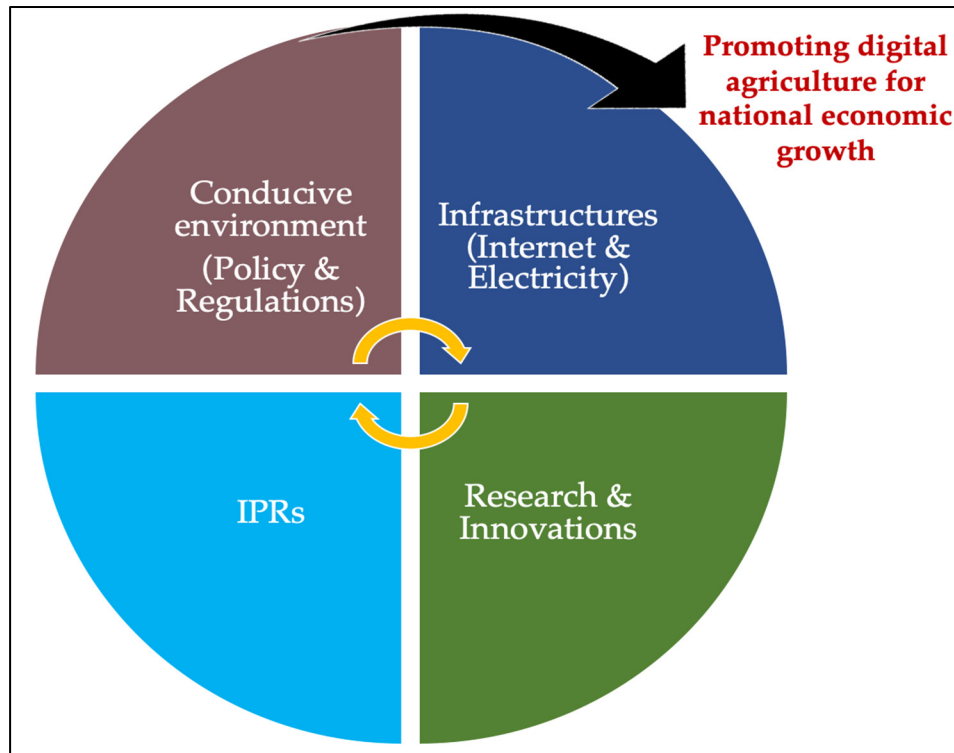 Promoting digital
agriculture for
national economic
growth
Conducive
environment
(Policy &
Regulations)
Infrastructures
(Internet &
Electricity)
IPRs
Research &
Innovations